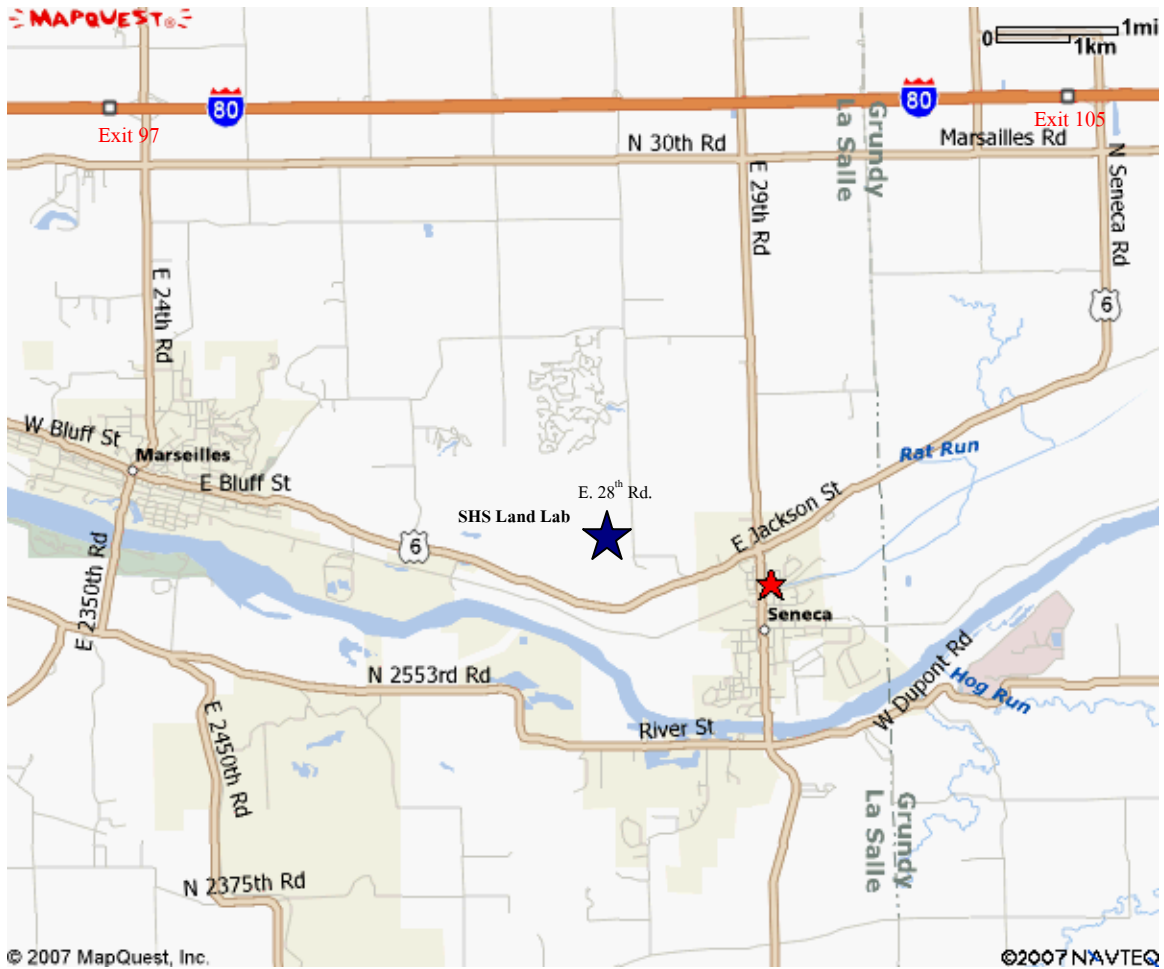 MAPQUEST®
1mi
0
1km
80
80
Exit 97
Exit 105
Grundy
La Salle
N 30th Rd
Marsailles Rd
E 29th Rd
N Seneca Rd
E 24th Rd
6
W Bluff St
Marseilles
E Bluff St
Rat Run
E. 28th Rd.
SHS Land Lab
E Jackson St
6
E 2350th Rd
Seneca
N 2553rd Rd
W Dupont Rd
Hog Run
River St
E 2450th Rd
Grundy
La Salle
N 2375th Rd
© 2007 MapQuest, Inc.
©2007 NAVTEQ